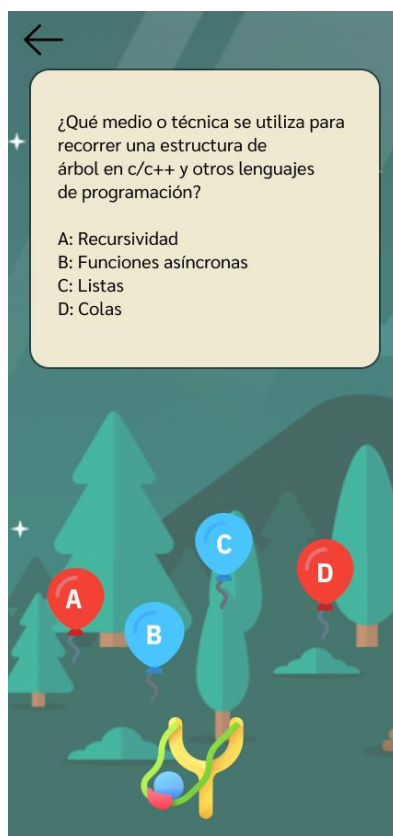 ¿Qué medio o técnica se utiliza para
recorrer una estructura de
árbol en c/c++ y otros lenguajes
de programación?
A: Recursividad
B: Funciones asíncronas
C: Listas
D: Colas
C
D
A
B